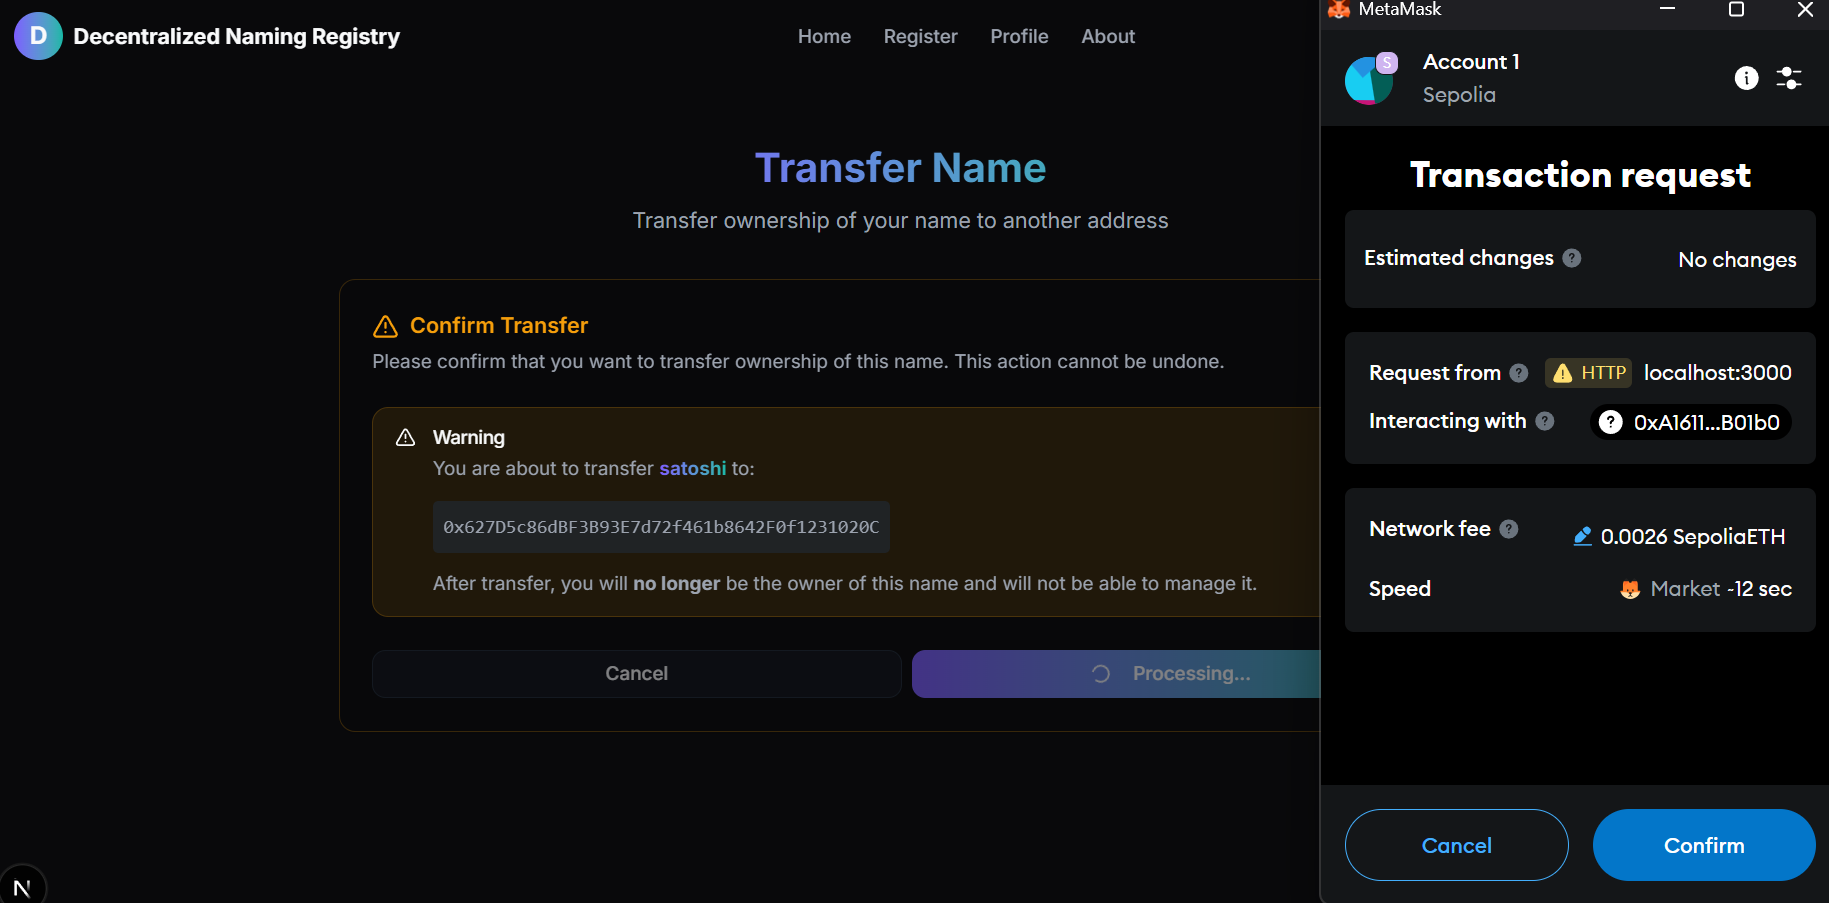 D Decentralized Naming Registry
Home Register Profile About
Transfer Name
Transfer ownership of your name to another address
Confirm Transfer
Please confirm that you want to transfer ownership of this name. This action cannot be undone.
Warning
You are about to transfer satoshi to:
0x627D5c86dBF3B93E7d72f461b8642F0f1231020C
After transfer, you will no longer be the owner of this name and will not be able to manage it.
Cancel
Processing...
N
MetaMask
S
Account 1
Sepolia
Transaction request
Estimated changes ? No changes
Request from ? HTTP localhost:3000
Interacting with ? ? 0xA1611...B01b0
Network fee ? 0.0026 SepoliaETH
Speed Market ~12 sec
Cancel Confirm